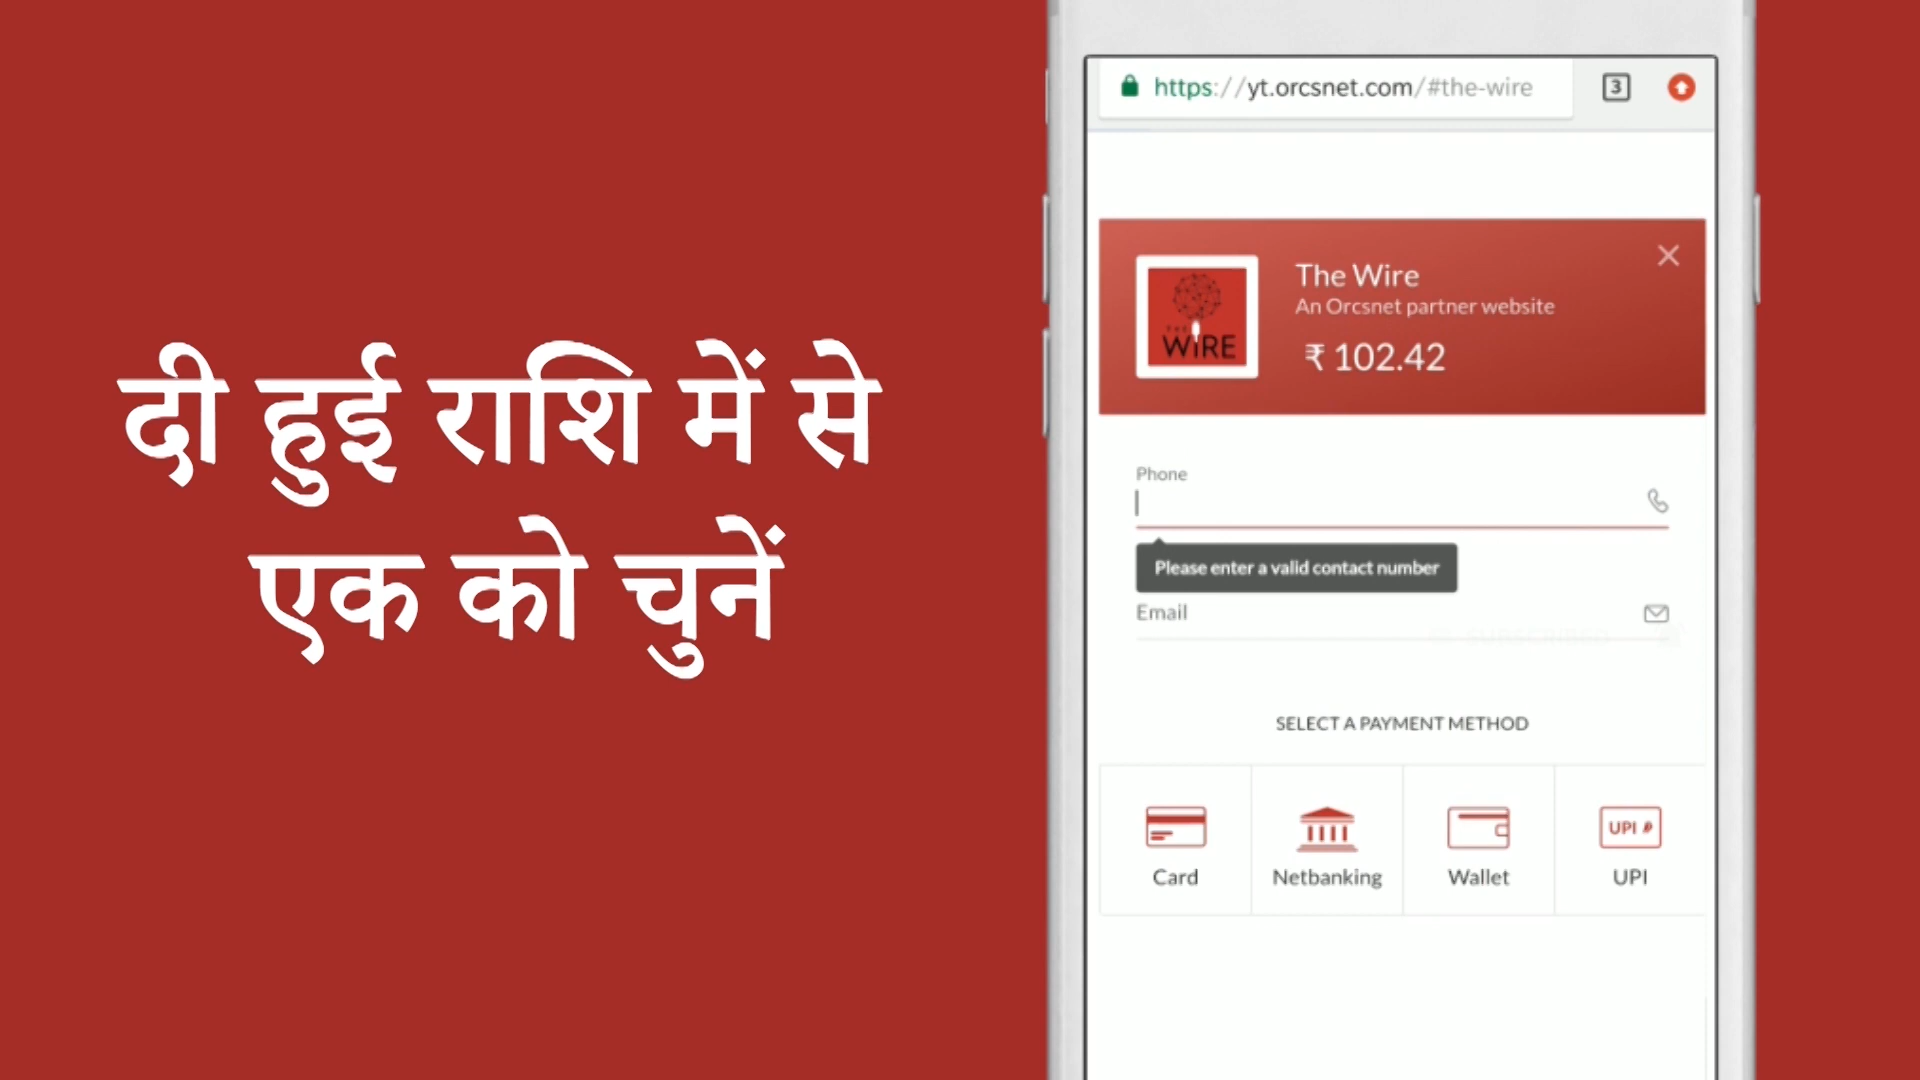 दी हुई राशि में से
एक को चुनें
https://yt.orcsnet.com/#the-wire
3
The Wire
An Orcsnet partner website
₹ 102.42
THE
WIRE
Phone
Please enter a valid contact number
Email
SELECT A PAYMENT METHOD
Card
Netbanking
Wallet
UPI
UPI